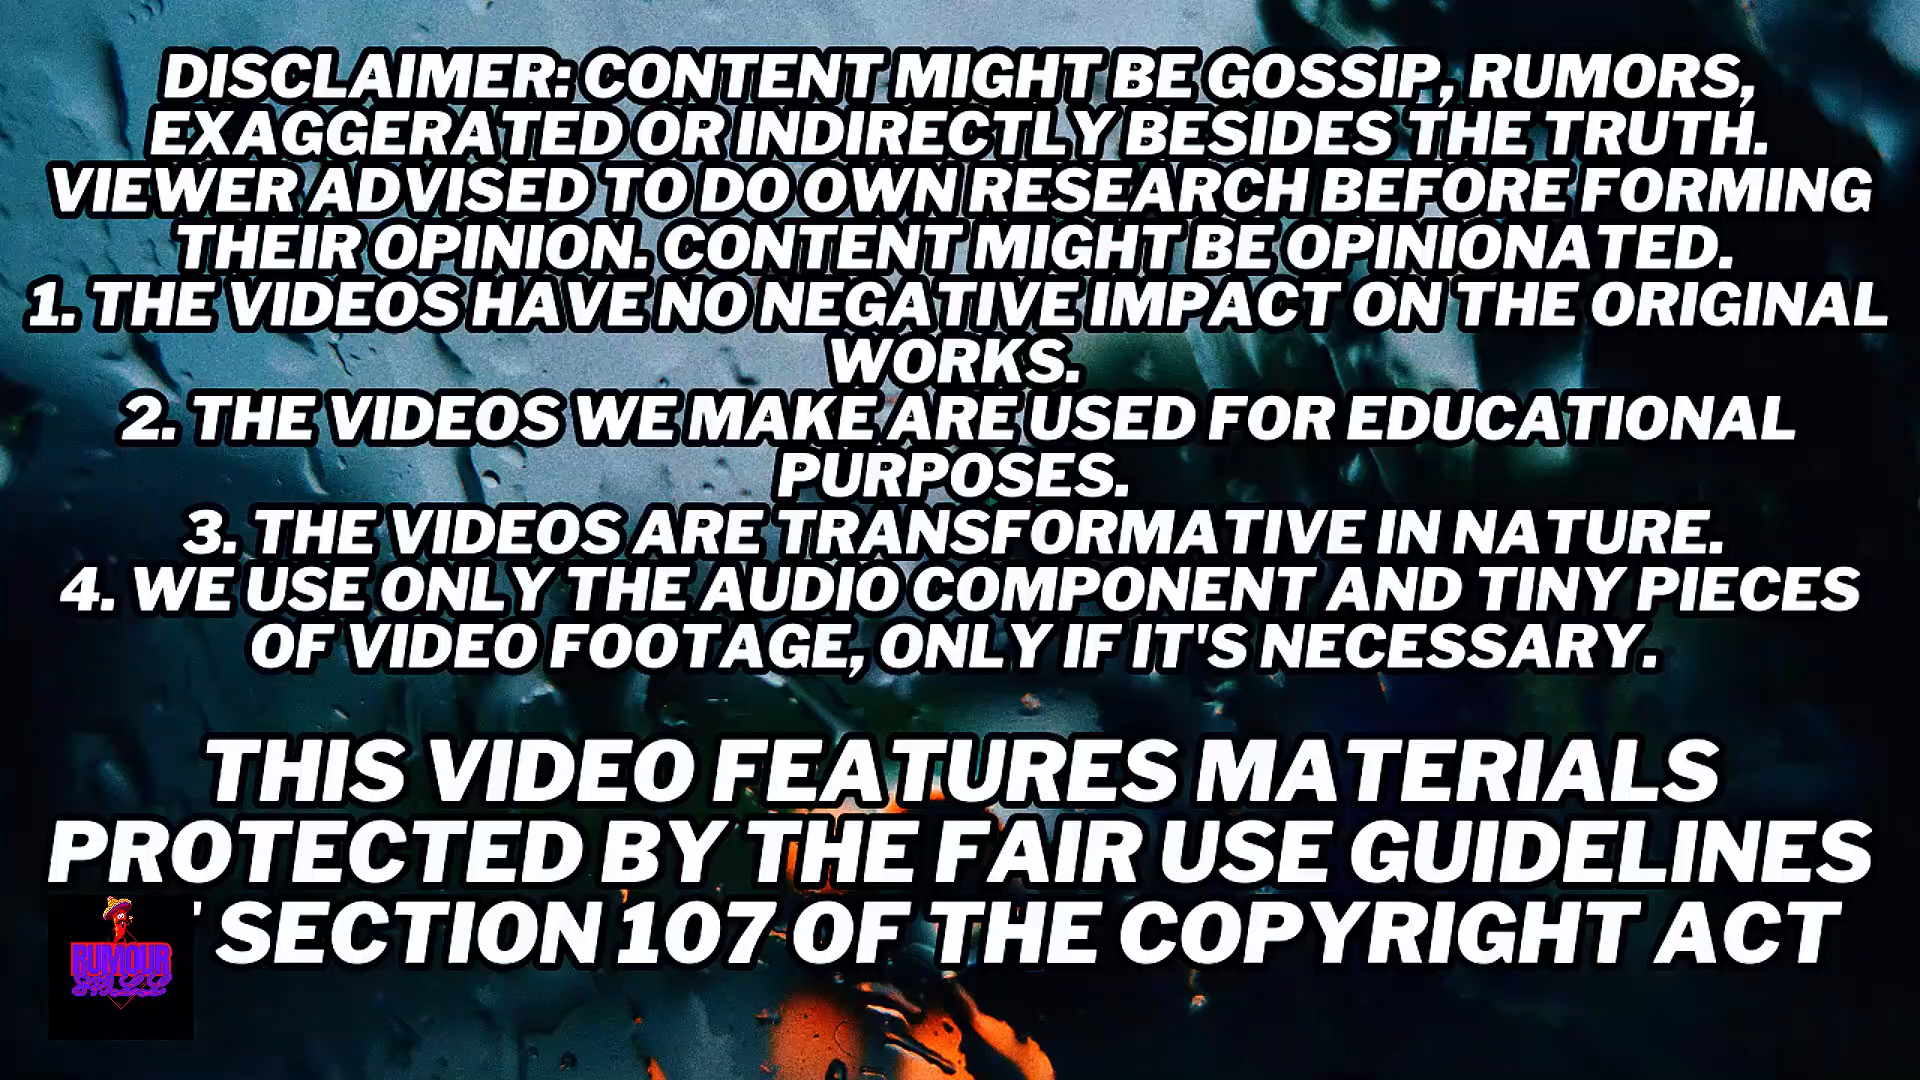 DISCLAIMER: CONTENT MIGHT BE GOSSIP, RUMORS,
EXAGGERATED OR INDIRECTLY BESIDES THE TRUTH.
VIEWER ADVISED TO DO OWN RESEARCH BEFORE FORMING
THEIR OPINION. CONTENT MIGHT BE OPINIONATED.
1. THE VIDEOS HAVE NO NEGATIVE IMPACT ON THE ORIGINAL
WORKS.
2. THE VIDEOS WE MAKE ARE USED FOR EDUCATIONAL
PURPOSES.
3. THE VIDEOS ARE TRANSFORMATIVE IN NATURE.
4. WE USE ONLY THE AUDIO COMPONENT AND TINY PIECES
OF VIDEO FOOTAGE, ONLY IF IT'S NECESSARY.
THIS VIDEO FEATURES MATERIALS
PROTECTED BY THE FAIR USE GUIDELINES
SECTION 107 OF THE COPYRIGHT ACT
RUMOUR